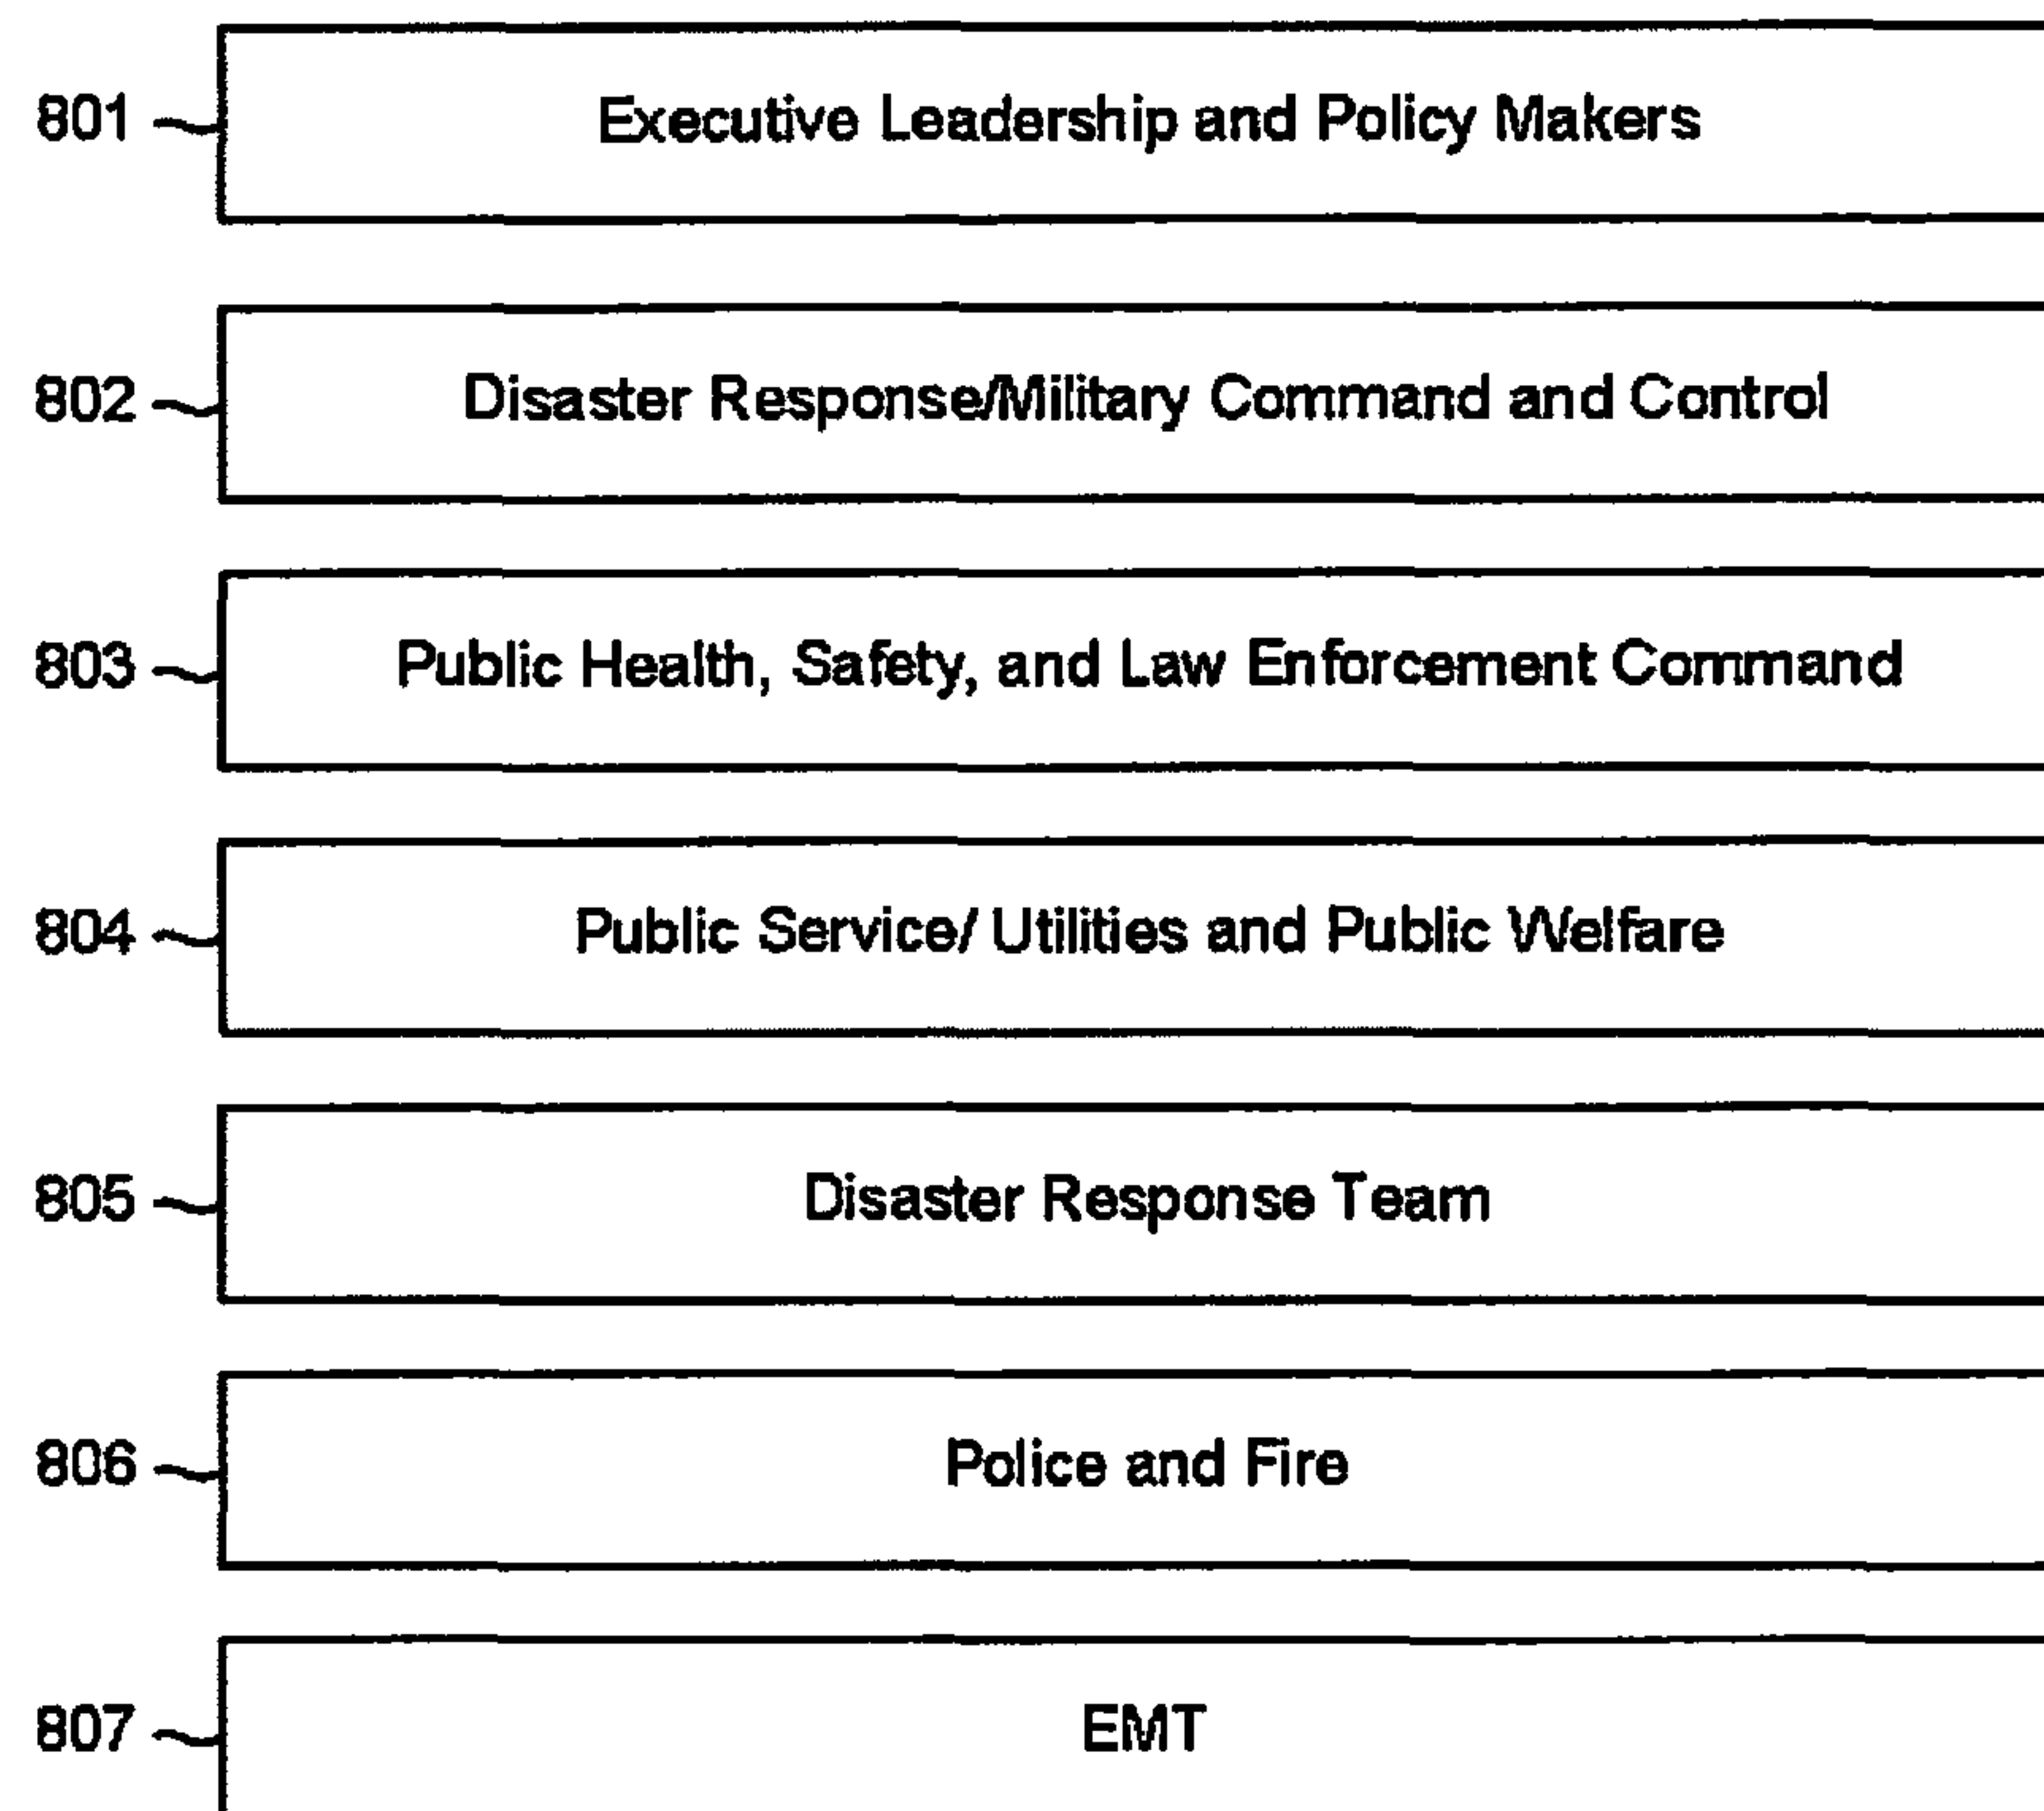 801 Executive Leadership and Policy Makers
802 Disaster Response/Military Command and Control
803 Public Health, Safety, and Law Enforcement Command
804 Public Service/ Utilities and Public Welfare
805 Disaster Response Team
806 Police and Fire
807 EMT